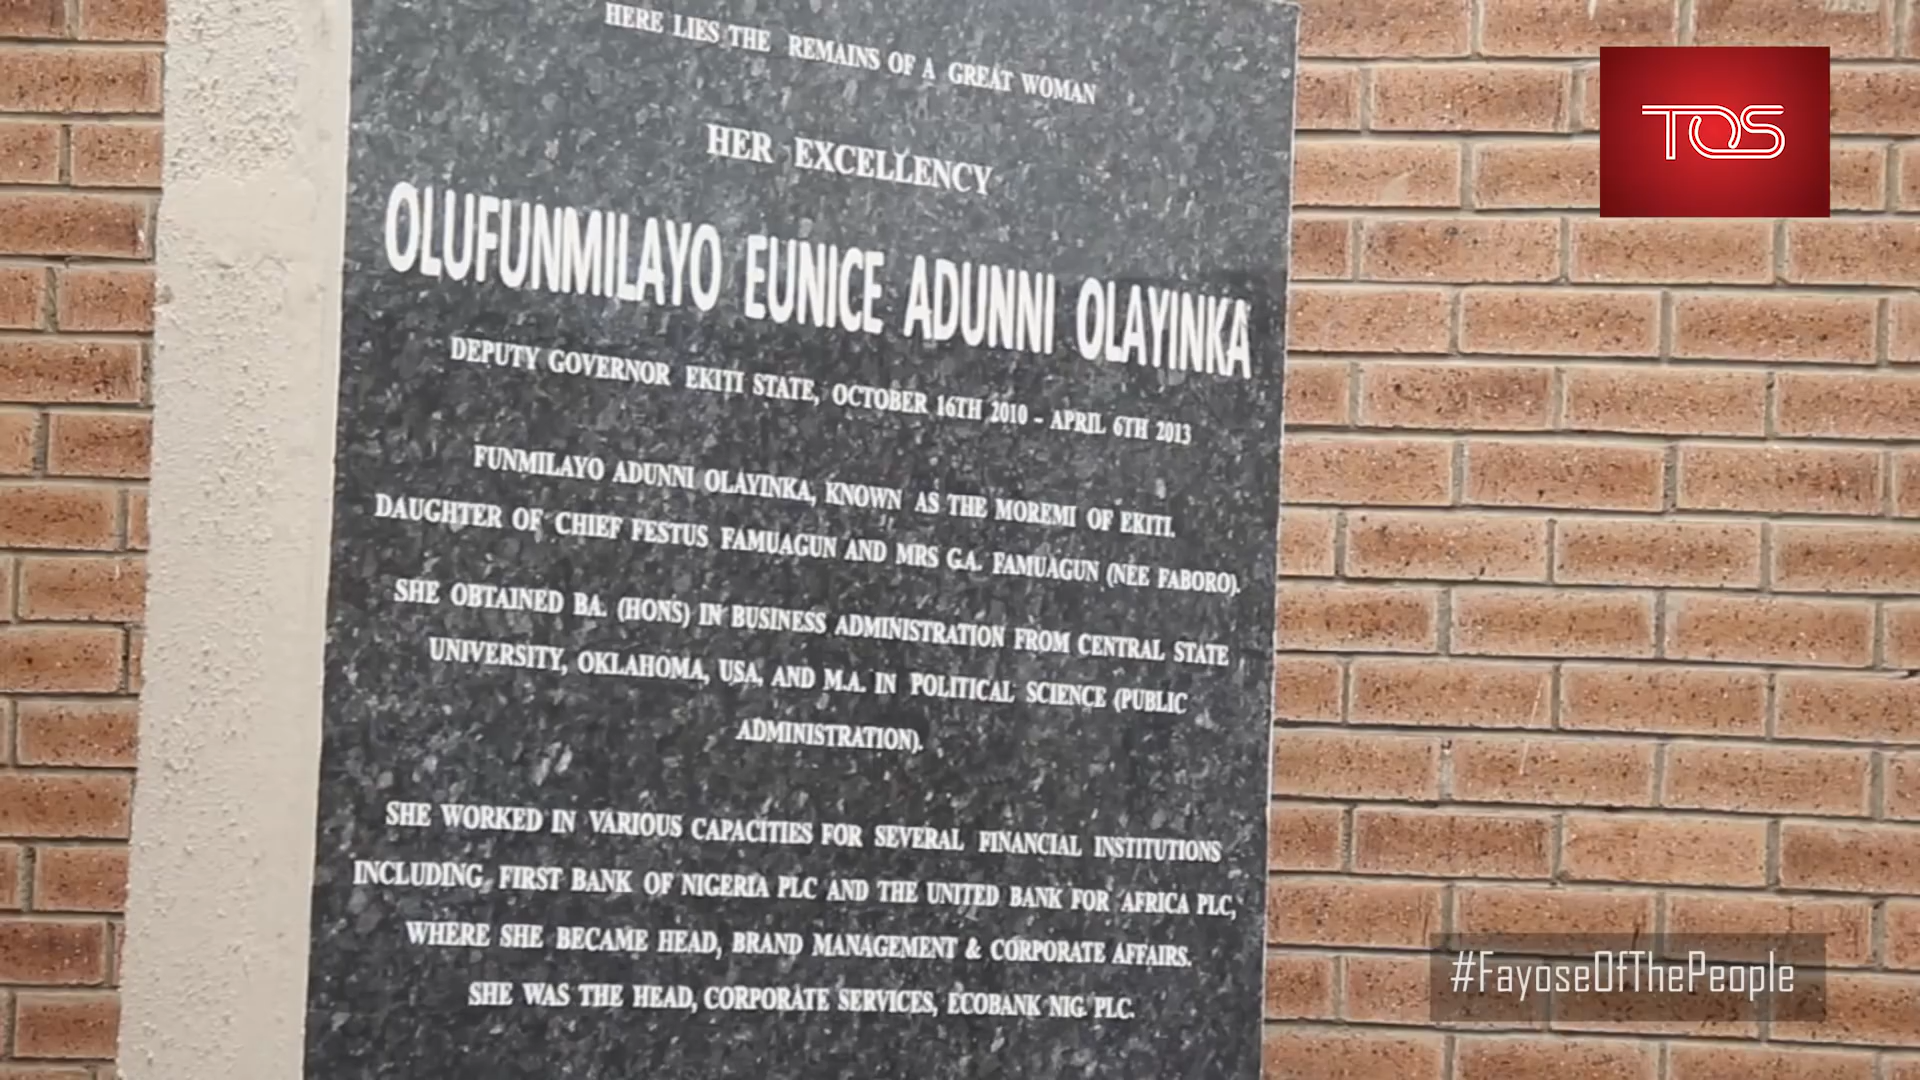 HERE LIES THE REMAINS OF A GREAT WOMAN
HER EXCELLENCY
OLUFUNMILAYO EUNICE ADUNNI OLAYINKA
DEPUTY GOVERNOR EKITI STATE, OCTOBER 16TH 2010 - APRIL 6TH 2013
FUNMILAYO ADUNNI OLAYINKA, KNOWN AS THE MOREMI OF EKITI.
DAUGHTER OF CHIEF FESTUS FAMUAGUN AND MRS G.A. FAMUAGUN (NEE FABORO).
SHE OBTAINED BA. (HONS) IN BUSINESS ADMINISTRATION FROM CENTRAL STATE
UNIVERSITY, OKLAHOMA, USA, AND M.A. IN POLITICAL SCIENCE (PUBLIC
ADMINISTRATION).
SHE WORKED IN VARIOUS CAPACITIES FOR SEVERAL FINANCIAL INSTITUTIONS
INCLUDING, FIRST BANK OF NIGERIA PLC AND THE UNITED BANK FOR AFRICA PLC,
WHERE SHE BECAME HEAD, BRAND MANAGEMENT & CORPORATE AFFAIRS.
SHE WAS THE HEAD, CORPORATE SERVICES, ECOBANK NIG. PLC.
TOS
#FayoseOfThePeople